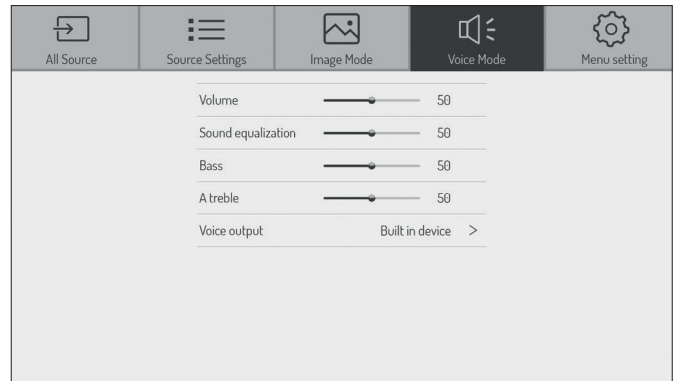 All Source
Source Settings
Image Mode
Voice Mode
Menu setting
Volume 50
Sound equalization 50
Bass 50
A treble 50
Voice output Built in device >